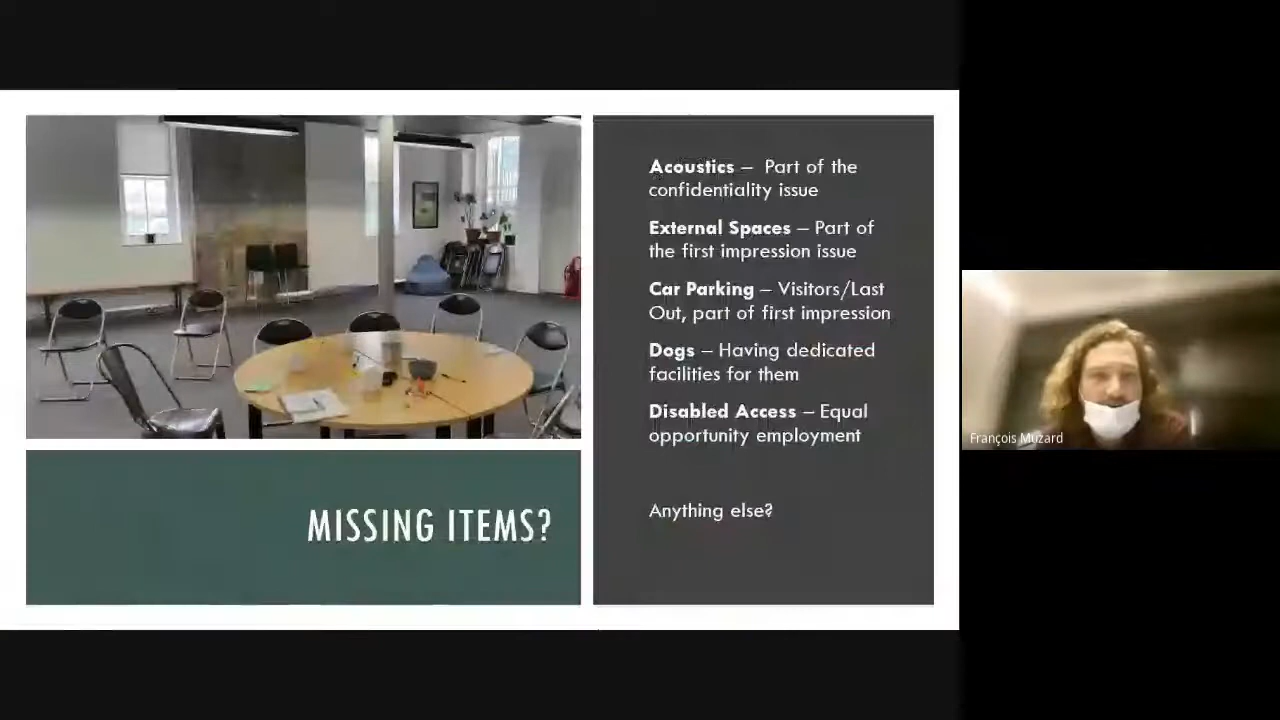 Acoustics – Part of the
confidentiality issue
External Spaces – Part of
the first impression issue
Car Parking – Visitors/Last
Out, part of first impression
Dogs – Having dedicated
facilities for them
Disabled Access – Equal
opportunity employment
Anything else?
MISSING ITEMS?
François Muzard